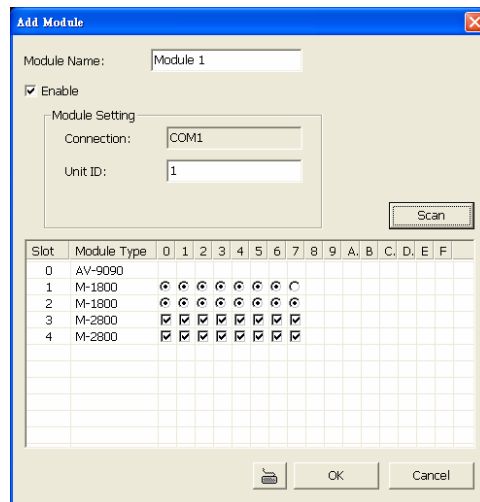 Add Module
Module Name: Module 1
Enable
Module Setting
Connection: COM1
Unit ID: 1
Scan
Slot Module Type 0 1 2 3 4 5 6 7 8 9 A. B C. D. E F
0 AV-9090
1 M-1800
2 M-1800
3 M-2800
4 M-2800
OK Cancel